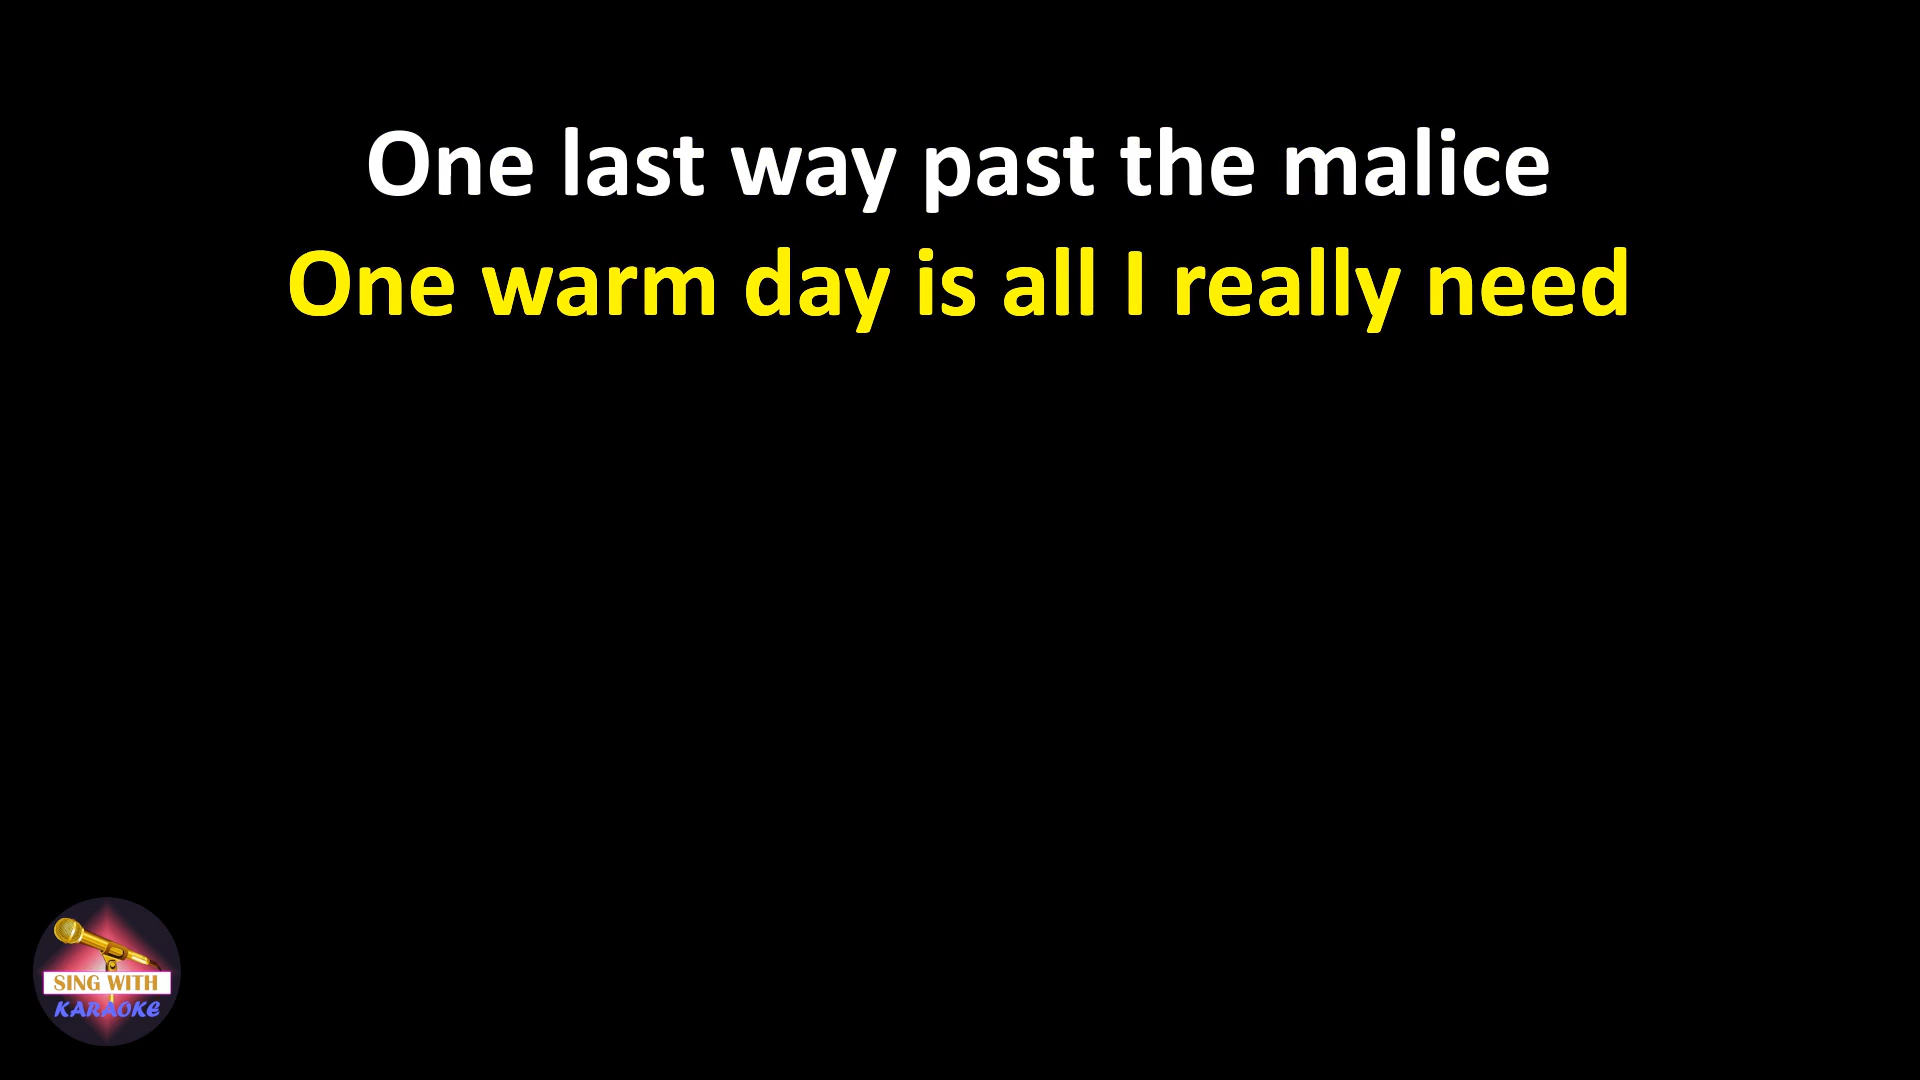 One last way past the malice
One warm day is all I really need
SING WITH
KARAOKE